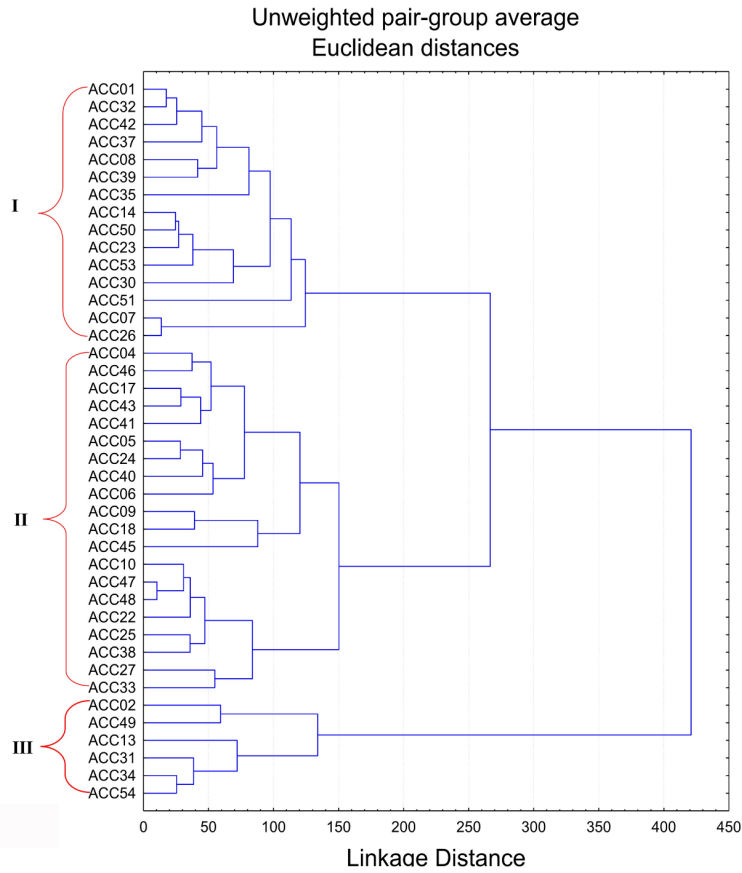 Unweighted pair-group average
Euclidean distances
ACC01
ACC32
ACC42
ACC37
ACC08
ACC39
ACC35
I
ACC14
ACC50
ACC23
ACC53
ACC30
ACC51
ACC07
ACC26
ACC04
ACC46
ACC17
ACC43
ACC41
ACC05
ACC24
ACC40
ACC06
ACC09
II
ACC18
ACC45
ACC10
ACC47
ACC48
ACC22
ACC25
ACC38
ACC27
ACC33
ACC02
ACC49
ACC13
III
ACC31
ACC34
ACC54
0 50 100 150 200 250 300 350 400 450
Linkage Distance